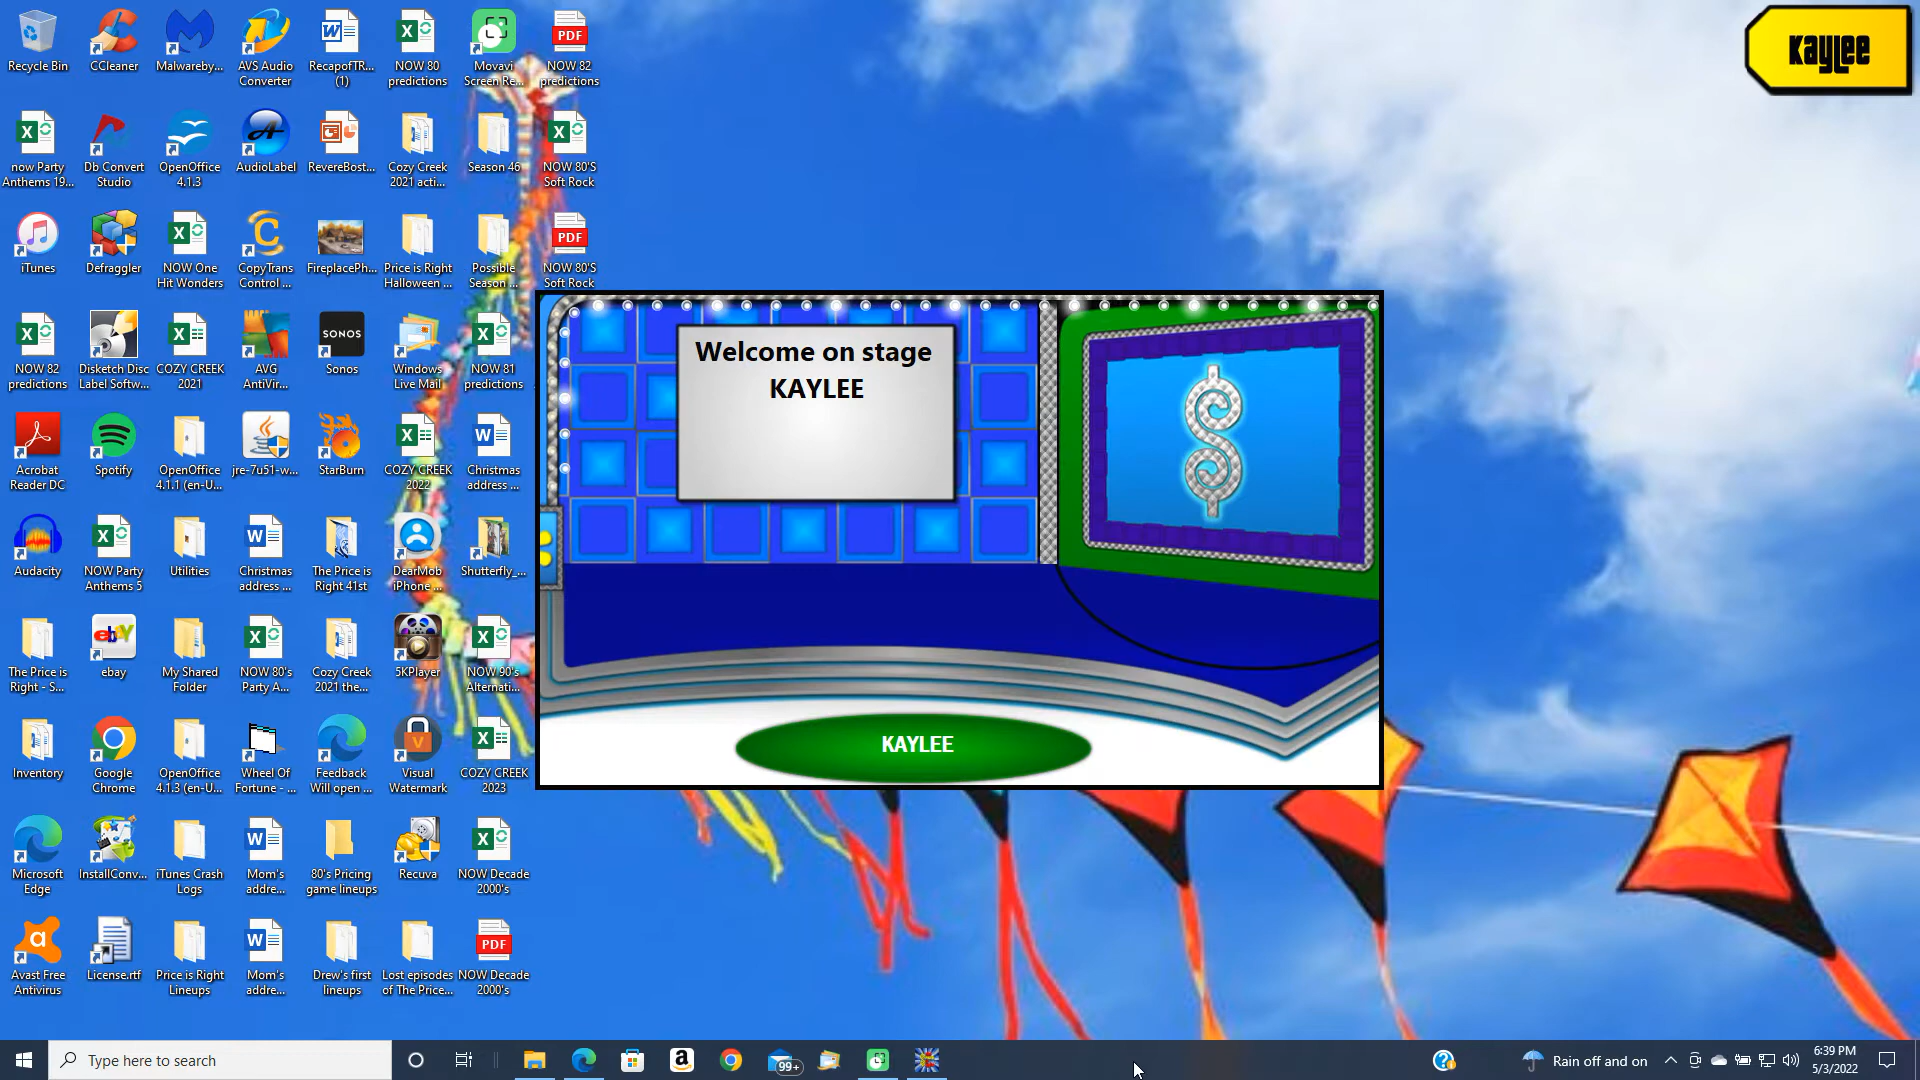 Recycle Bin
CCleaner
Malwareby...
AVS Audio
Converter
RecapofTR...
(1)
NOW 80
predictions
Movavi
Screen Re...
NOW 82
predictions
now Party
Anthems 19...
Db Convert
Studio
OpenOffice
4.1.3
AudioLabel
RevereBost...
Cozy Creek
2021 acti...
Season 46
NOW 80'S
Soft Rock
iTunes
Defraggler
NOW One
Hit Wonders
CopyTrans
Control ...
FireplacePh...
Price is Right
Halloween ...
Possible
Season ...
PDF
NOW 80'S
Soft Rock
NOW 82
predictions
Disketch Disc
Label Softw...
COZY CREEK
2021
AVG
AntiVir...
SONOS
Sonos
Windows
Live Mail
NOW 81
predictions
Acrobat
Reader DC
Spotify
OpenOffice
4.1.1 (en-U...
jre-7u51-w...
StarBurn
COZY CREEK
2022
Christmas
address ...
Audacity
NOW Party
Anthems 5
Utilities
Christmas
address ...
The Price is
Right 41st
DearMob
iPhone ...
Shutterfly_...
The Price is
Right - S...
ebay
My Shared
Folder
NOW 80's
Party A...
Cozy Creek
2021 the...
5KPlayer
NOW 90's
Alternati...
Inventory
Google
Chrome
OpenOffice
4.1.3 (en-U...
Wheel Of
Fortune - ...
Feedback
Will open ...
Visual
Watermark
COZY CREEK
2023
Microsoft
Edge
InstallConv...
iTunes Crash
Logs
Mom's
addre...
80's Pricing
game lineups
Recuva
NOW Decade
2000's
Avast Free
Antivirus
License.rtf
Price is Right
Lineups
Mom's
addre...
Drew's first
lineups
Lost episodes
of The Price...
PDF
NOW Decade
2000's
PDF
KAYLEE
Welcome on stage
KAYLEE
KAYLEE
Type here to search
99+
Rain off and on
6:39 PM
5/3/2022